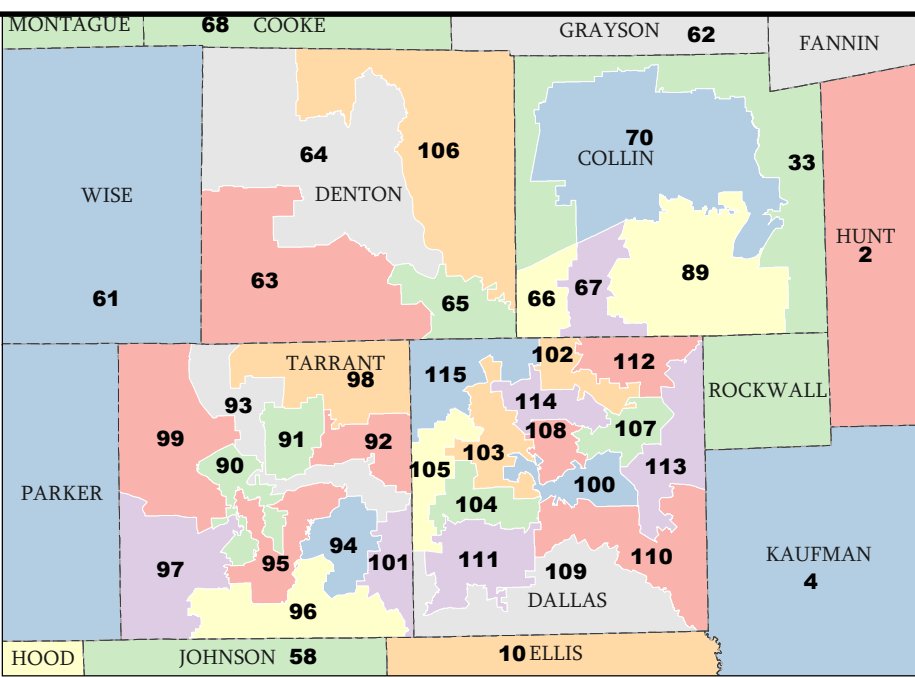 MONTAGUE 68 COOKE GRAYSON 62 FANNIN
70
64 106 COLLIN 33
WISE DENTON
HUNT
2
63 89
61 65 66 67
TARRANT 98 115 102 112
93 114 ROCKWALL
99 91 92 108 107
90 105 103 113
PARKER 104 100
94
97 95 101 111 109 110 KAUFMAN
4
96 DALLAS
HOOD JOHNSON 58 10 ELLIS